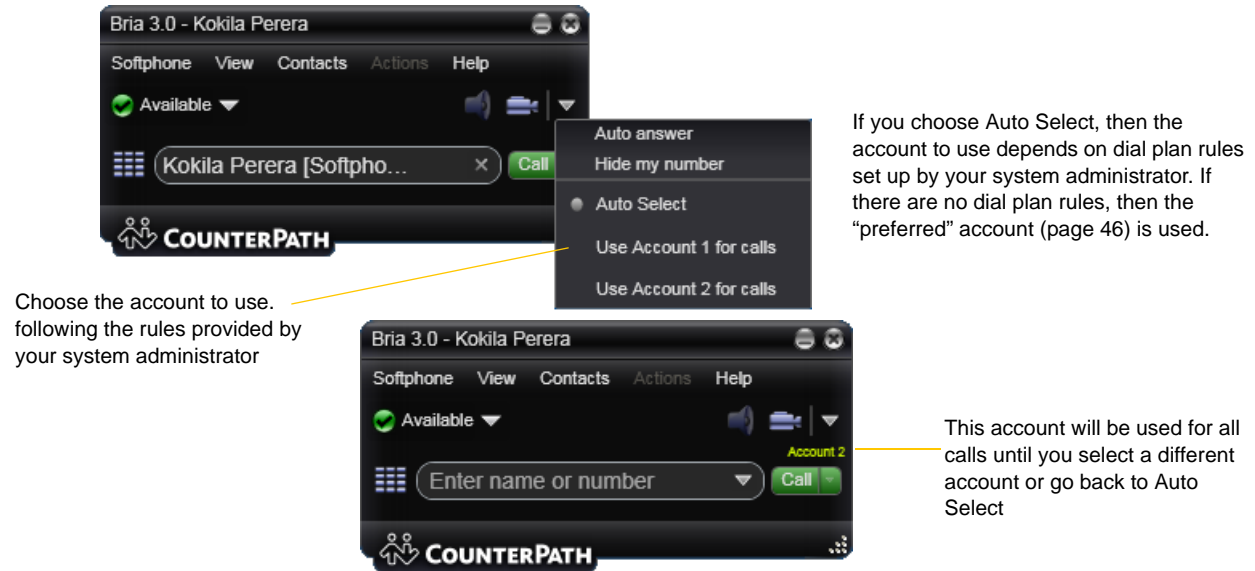 Bria 3.0 - Kokila Perera
Softphone View Contacts Actions Help
Available
Kokila Perera [Softpho... Call
COUNTERPATH
Auto answer
Hide my number
Auto Select
Use Account 1 for calls
Use Account 2 for calls
If you choose Auto Select, then the
account to use depends on dial plan rules
set up by your system administrator. If
there are no dial plan rules, then the
“preferred” account (page 46) is used.
Choose the account to use.
following the rules provided by
your system administrator
Bria 3.0 - Kokila Perera
Softphone View Contacts Actions Help
Available
Account 2
Enter name or number Call
COUNTERPATH
This account will be used for all
calls until you select a different
account or go back to Auto
Select